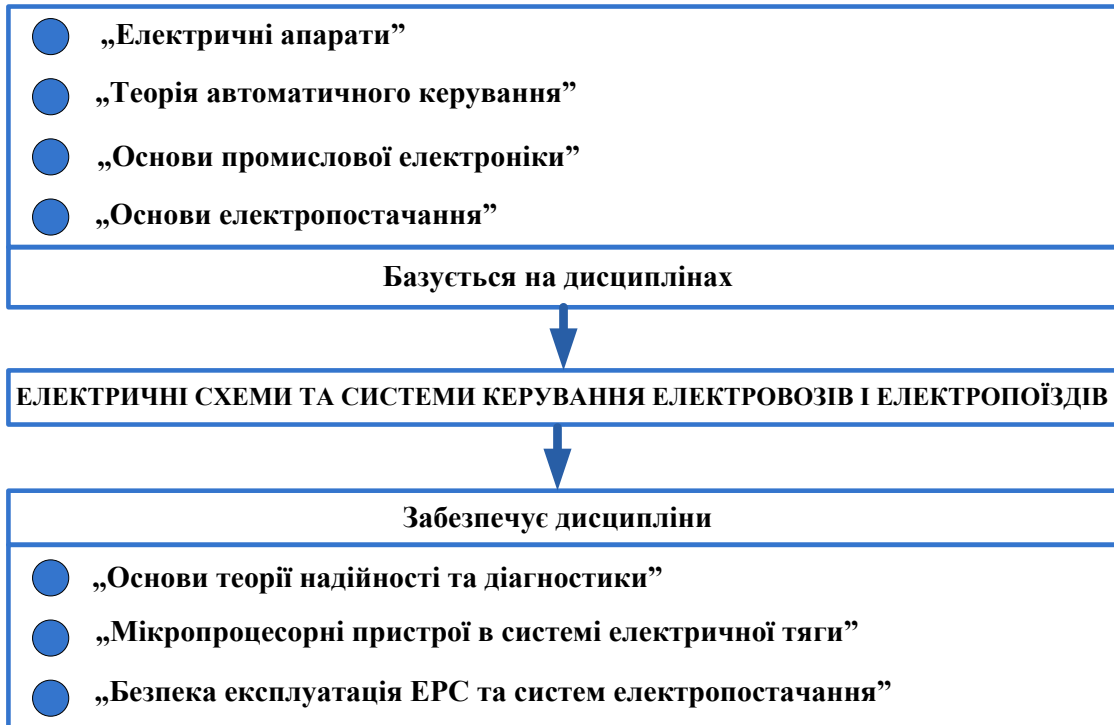 „Електричні апарати”
„Теорія автоматичного керування”
„Основи промислової електроніки”
„Основи електропостачання”
Базується на дисциплінах
ЕЛЕКТРИЧНІ СХЕМИ ТА СИСТЕМИ КЕРУВАННЯ ЕЛЕКТРОВОЗІВ І ЕЛЕКТРОПОЇЗДІВ
Забезпечує дисципліни
„Основи теорії надійності та діагностики”
„Мікропроцесорні пристрої в системі електричної тяги”
„Безпека експлуатація ЕРС та систем електропостачання”